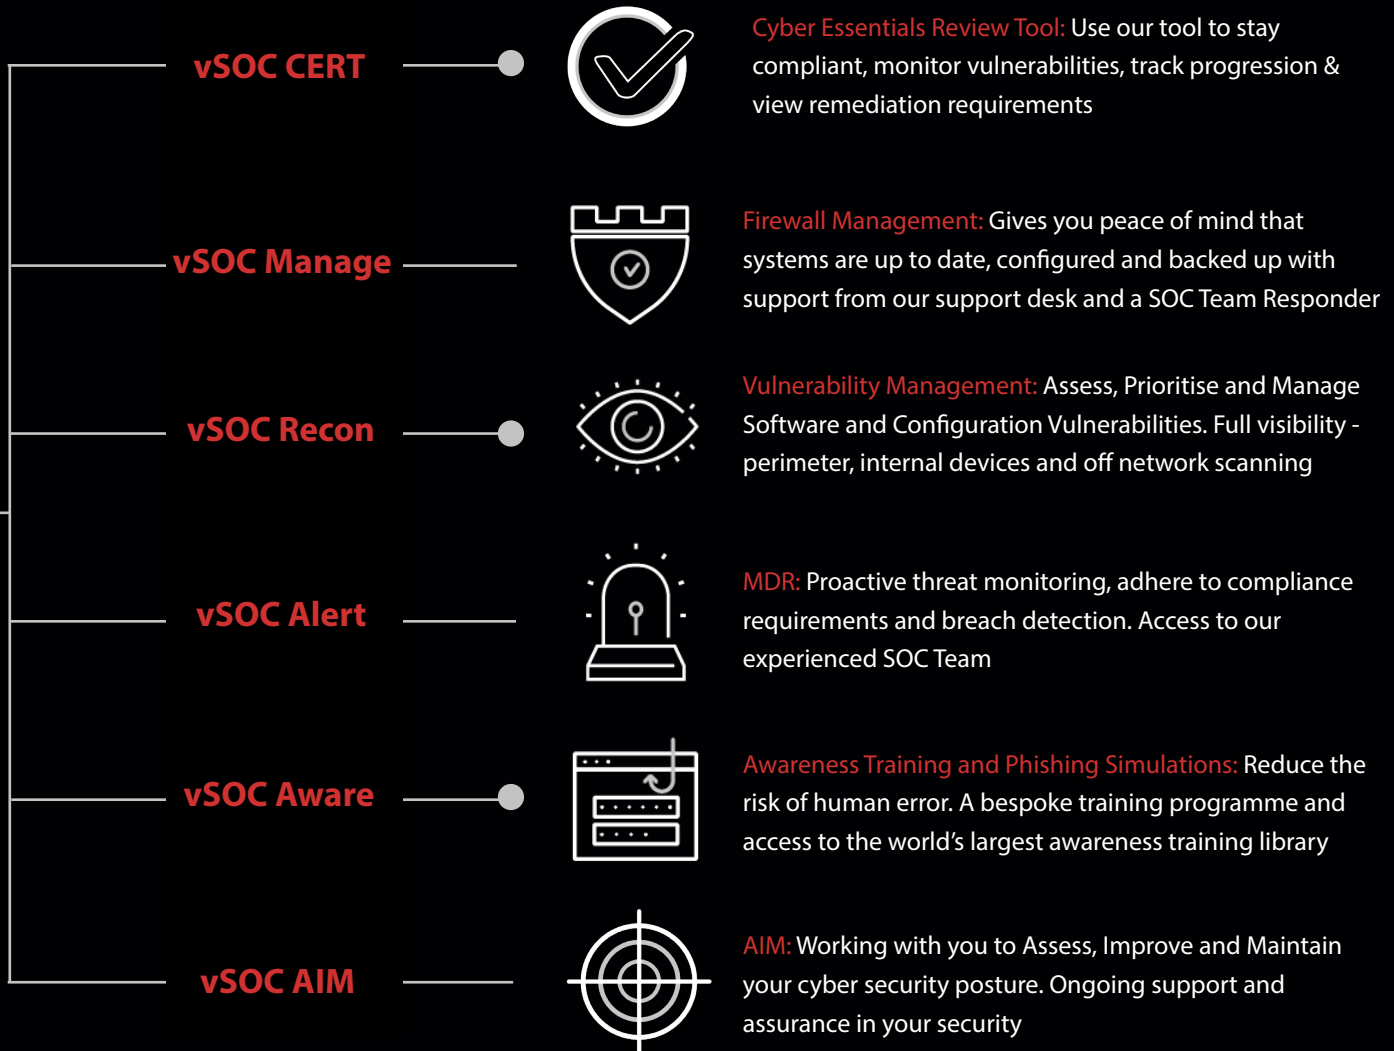 vSOC CERT
Cyber Essentials Review Tool: Use our tool to stay
compliant, monitor vulnerabilities, track progression &
view remediation requirements
vSOC Manage
Firewall Management: Gives you peace of mind that
systems are up to date, configured and backed up with
support from our support desk and a SOC Team Responder
vSOC Recon
Vulnerability Management: Assess, Prioritise and Manage
Software and Configuration Vulnerabilities. Full visibility -
perimeter, internal devices and off network scanning
vSOC Alert
MDR: Proactive threat monitoring, adhere to compliance
requirements and breach detection. Access to our
experienced SOC Team
vSOC Aware
Awareness Training and Phishing Simulations: Reduce the
risk of human error. A bespoke training programme and
access to the world’s largest awareness training library
vSOC AIM
AIM: Working with you to Assess, Improve and Maintain
your cyber security posture. Ongoing support and
assurance in your security